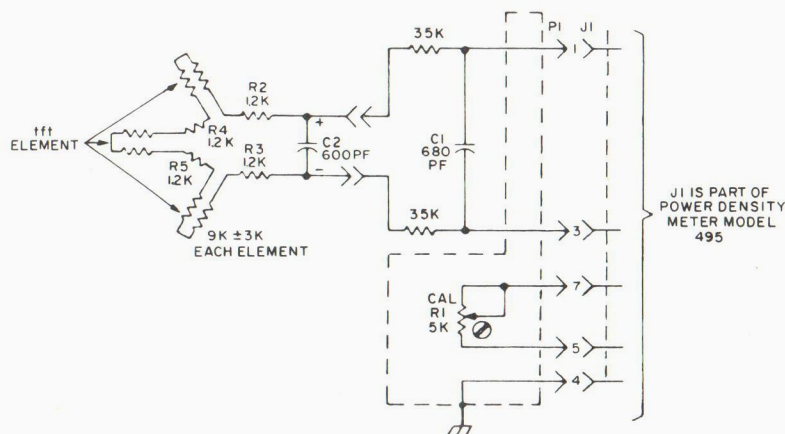 35K
P1
J1
1
R2
1.2K
+
tft
ELEMENT
R4
1.2K
C2
600PF
C1
680
PF
R5
1.2K
R3
1.2K
-
J1 IS PART OF
POWER DENSITY
METER MODEL
495
35K
3
9K ±3K
EACH ELEMENT
7
CAL
R1
5K
5
4